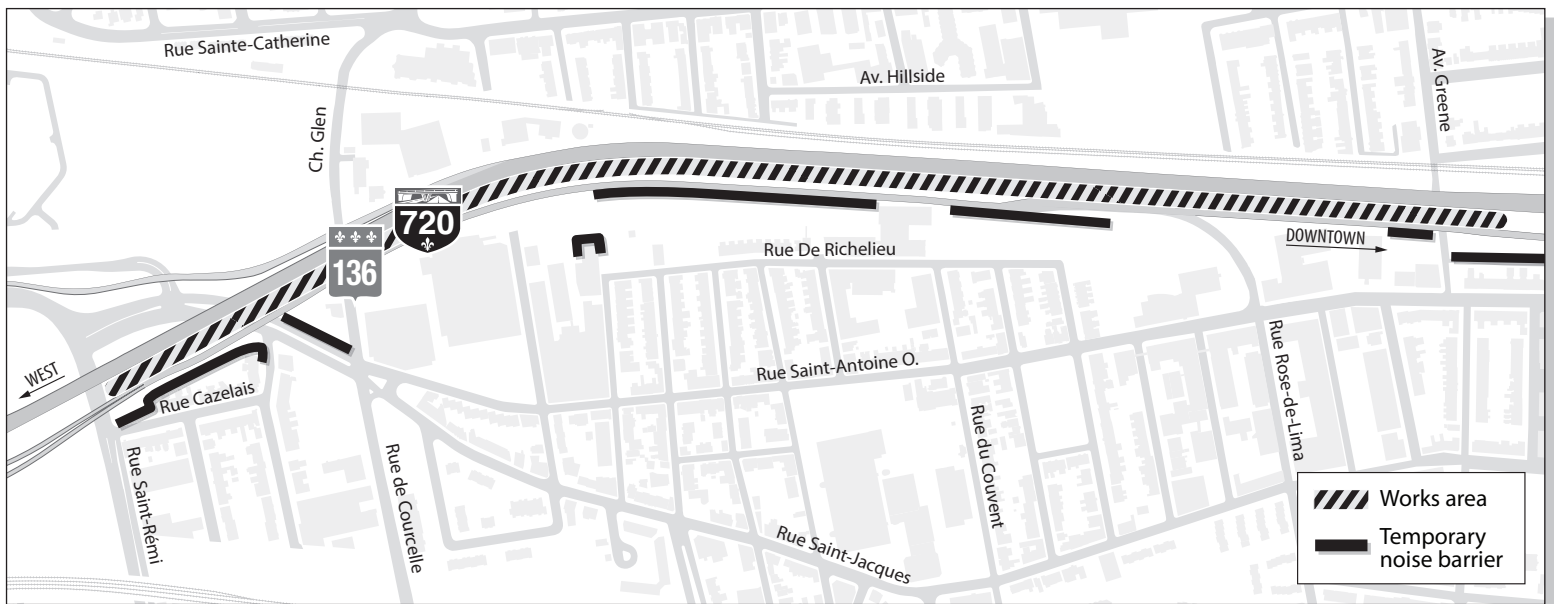 Rue Sainte-Catherine
Av. Hillside
Av. Greene
Ch. Glen
720
136
DOWNTOWN
Rue De Richelieu
WEST
Rue Saint-Antoine O.
Rue Cazelais
Rue Rose-de-Lima
Rue du Couvent
Rue Saint-Rémi
Rue de Courcelle
Rue Saint-Jacques
Works area
Temporary
noise barrier